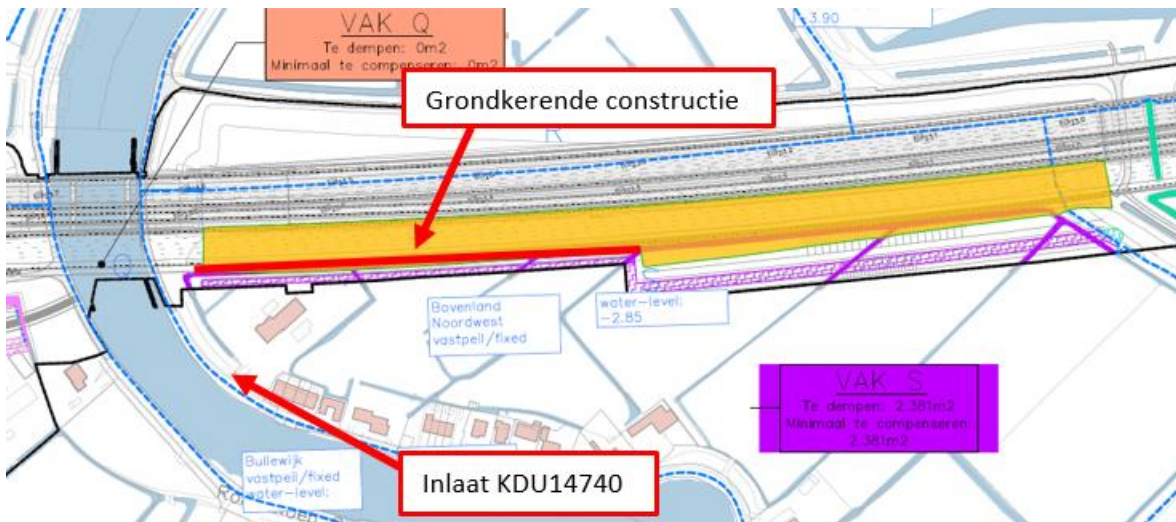 VAK Q
Te dempen: 0m2
Minimaal te compenseren: 0m2
-3.90
Grondkerende constructie
R
Q
S
Bovenland
Noordwest
vastpeil/fixed
water-level:
-2.85
VAK S
Te dempen: 2.381m2
Minimaal te compenseren:
2.381m2
Bullewijk
vastpeil/fixed
water-level:
Inlaat KDU14740